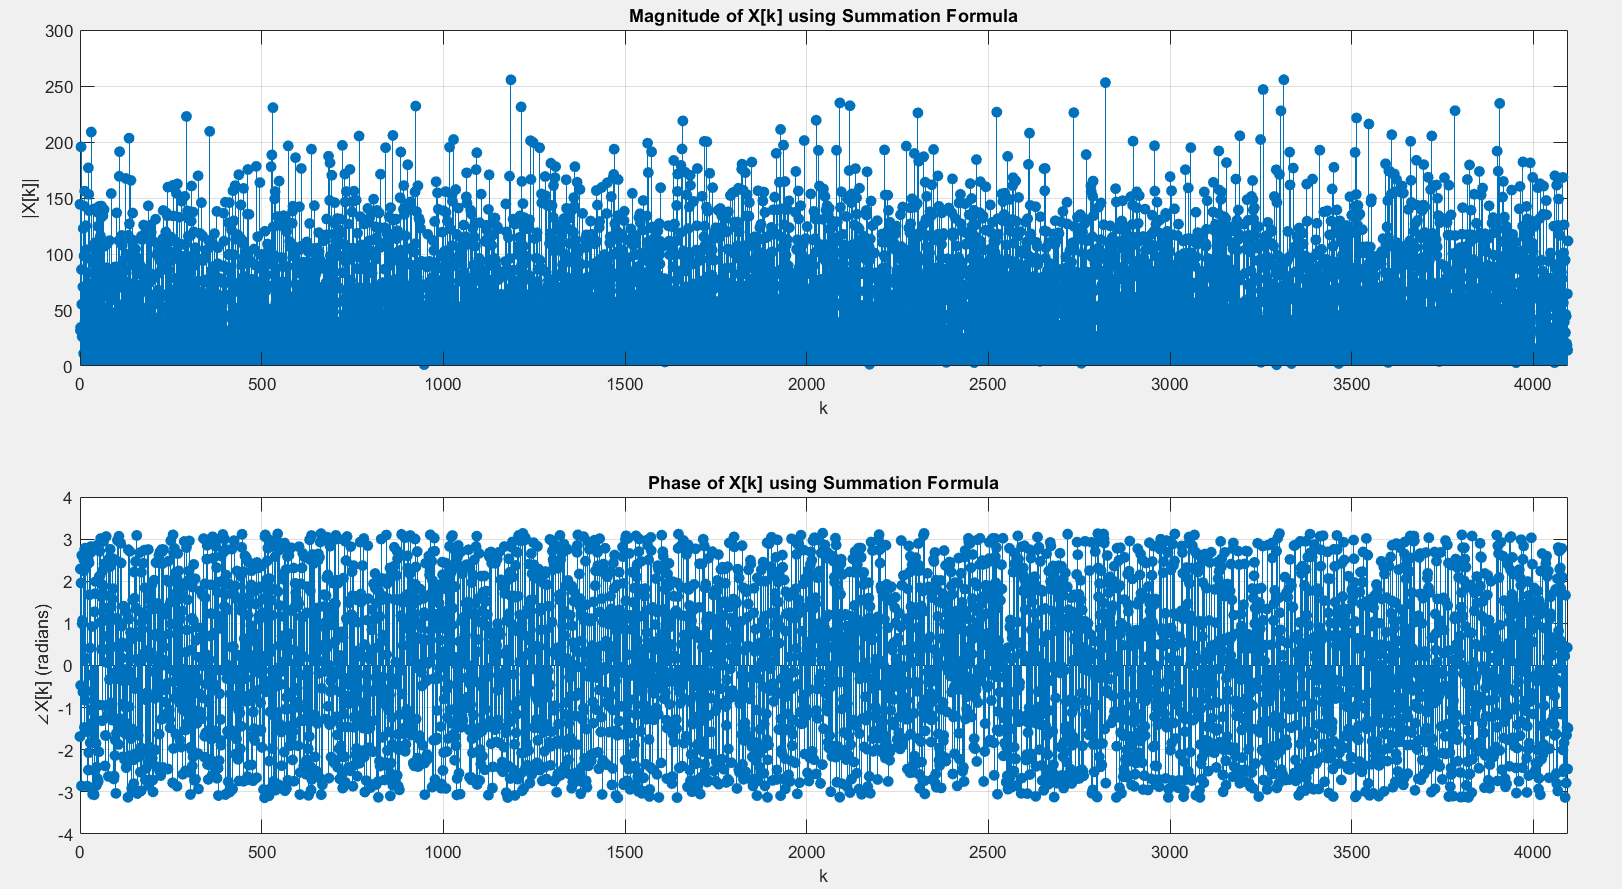 Magnitude of X[k] using Summation Formula
300
250
200
150
100
50
0
|X[k]|
0 500 1000 1500 2000 2500 3000 3500 4000
k
Phase of X[k] using Summation Formula
4
3
2
1
0
-1
-2
-3
-4
∠X[k] (radians)
0 500 1000 1500 2000 2500 3000 3500 4000
k